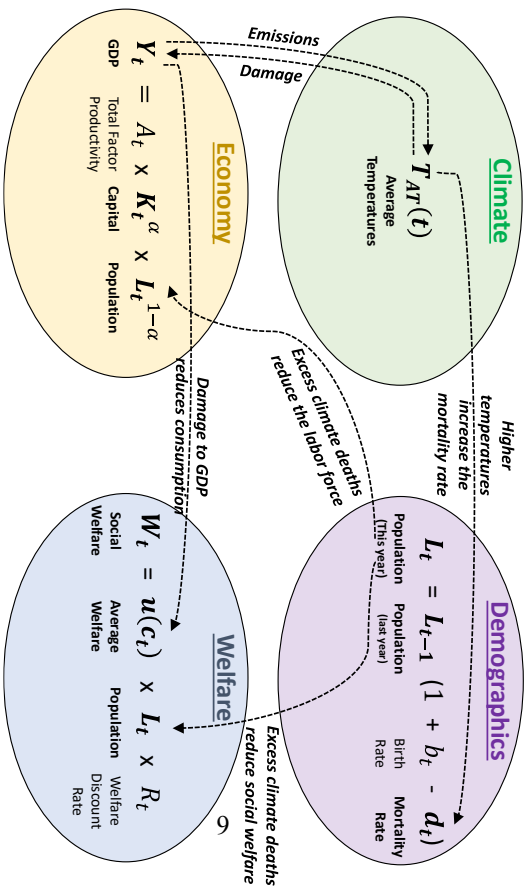 Climate
T_AT(t)
Average
Temperatures
Higher
temperatures
increase the
mortality rate
Demographics
L_t = L_{t−1} (1 + b_t - d_t)
Population Population Birth Mortality
(This year) (last year) Rate Rate
Emissions
Damage
Excess climate deaths
reduce the labor force
Economy
Y_t = A_t x K_t^α x L_t^{1−α}
GDP Total Factor Capital Population
Productivity
Damage to GDP
reduces consumption
Welfare
W_t = u(c_t) x L_t x R_t
Social Average Population Welfare
Welfare Welfare Discount
Rate
Excess climate deaths
reduce social welfare
9